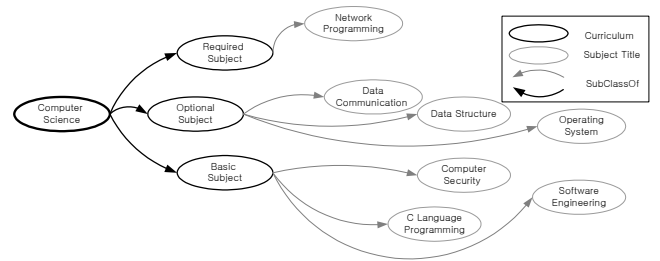 Network
Programming
Required
Subject
Curriculum
Subject Title
SubClassOf
Computer
Science
Optional
Subject
Data
Communication
Data Structure
Operating
System
Basic
Subject
Computer
Security
Software
Engineering
C Language
Programming